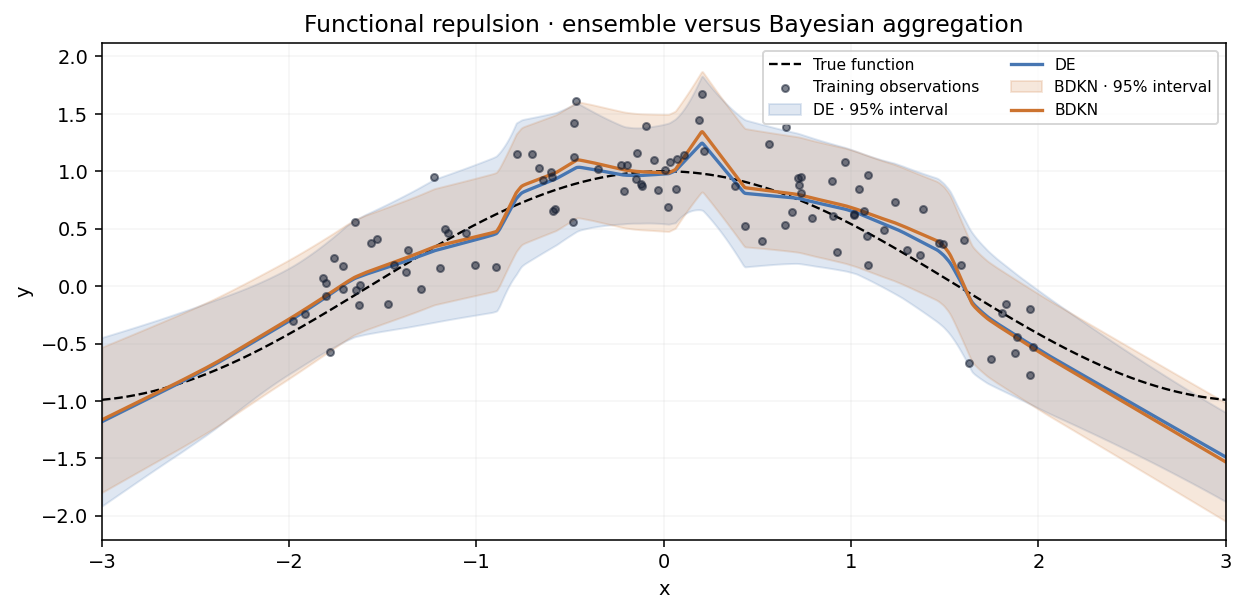 Functional repulsion · ensemble versus Bayesian aggregation
True function
Training observations
DE · 95% interval
DE
BDKN · 95% interval
BDKN
y
2.0
1.5
1.0
0.5
0.0
−0.5
−1.0
−1.5
−2.0
−3 −2 −1 0 1 2 3
x